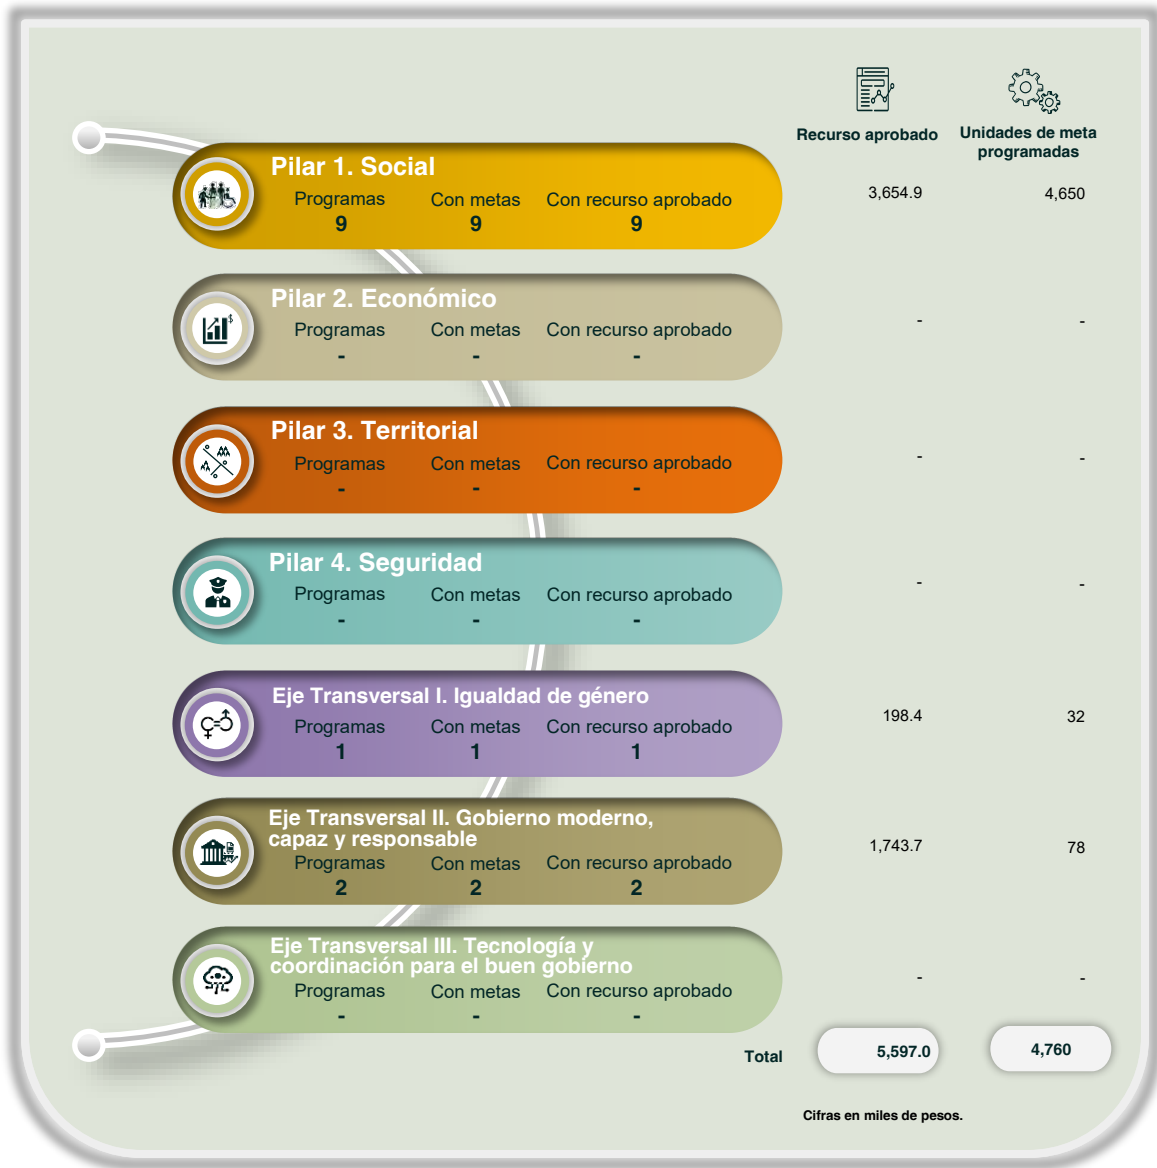 Recurso aprobado
Unidades de meta
programadas
Pilar 1. Social
Programas Con metas Con recurso aprobado
9 9 9
3,654.9 4,650
Pilar 2. Económico
Programas Con metas Con recurso aprobado
- - -
- -
Pilar 3. Territorial
Programas Con metas Con recurso aprobado
- - -
- -
Pilar 4. Seguridad
Programas Con metas Con recurso aprobado
- - -
- -
Eje Transversal I. Igualdad de género
Programas Con metas Con recurso aprobado
1 1 1
198.4 32
Eje Transversal II. Gobierno moderno,
capaz y responsable
Programas Con metas Con recurso aprobado
2 2 2
1,743.7 78
Eje Transversal III. Tecnología y
coordinación para el buen gobierno
Programas Con metas Con recurso aprobado
- - -
- -
Total 5,597.0 4,760
Cifras en miles de pesos.